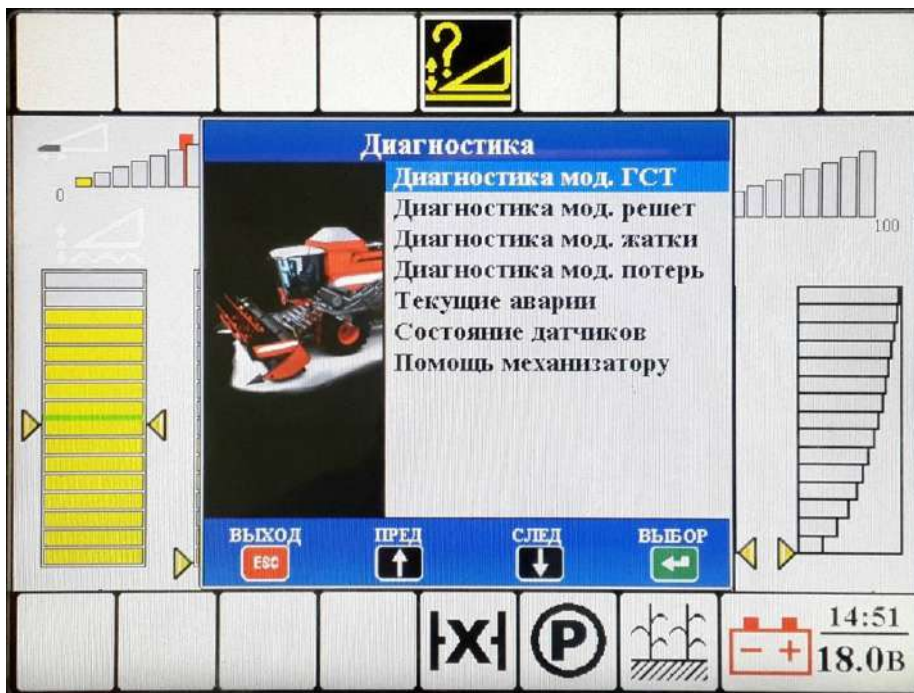 ?
Диагностика
Диагностика мод. ГСТ
Диагностика мод. решет
Диагностика мод. жатки
Диагностика мод. потерь
Текущие аварии
Состояние датчиков
Помощь механизатору
0
100
ВЫХОД
ПРЕД
СЛЕД
ВЫБОР
ESC
X
P
14:51
18.0В